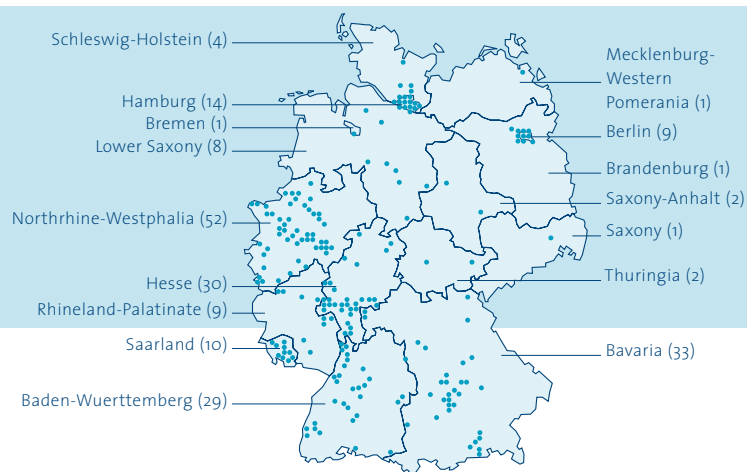 Schleswig-Holstein (4)
Hamburg (14)
Bremen (1)
Lower Saxony (8)
Northrhine-Westphalia (52)
Hesse (30)
Rhineland-Palatinate (9)
Saarland (10)
Baden-Wuerttemberg (29)
Mecklenburg-
Western
Pomerania (1)
Berlin (9)
Brandenburg (1)
Saxony-Anhalt (2)
Saxony (1)
Thuringia (2)
Bavaria (33)